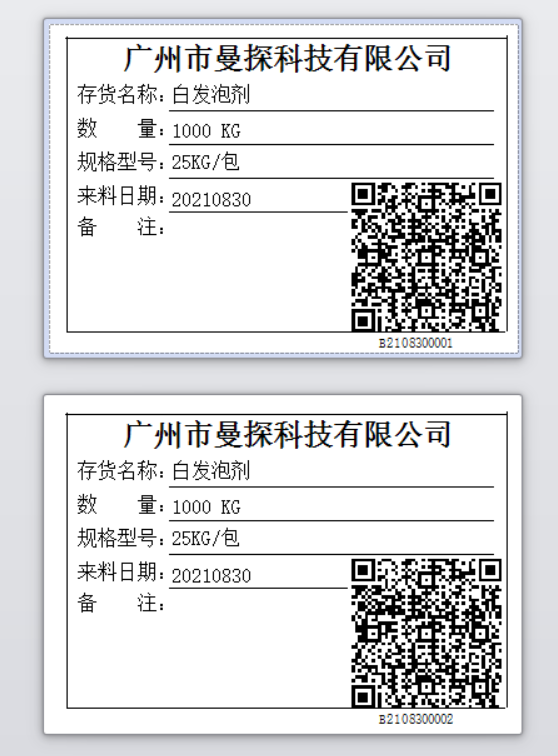 广州市曼探科技有限公司
存货名称：白发泡剂
数　　量：1000 KG
规格型号：25KG/包
来料日期：20210830
备　　注：
B2108300001
广州市曼探科技有限公司
存货名称：白发泡剂
数　　量：1000 KG
规格型号：25KG/包
来料日期：20210830
备　　注：
B2108300002